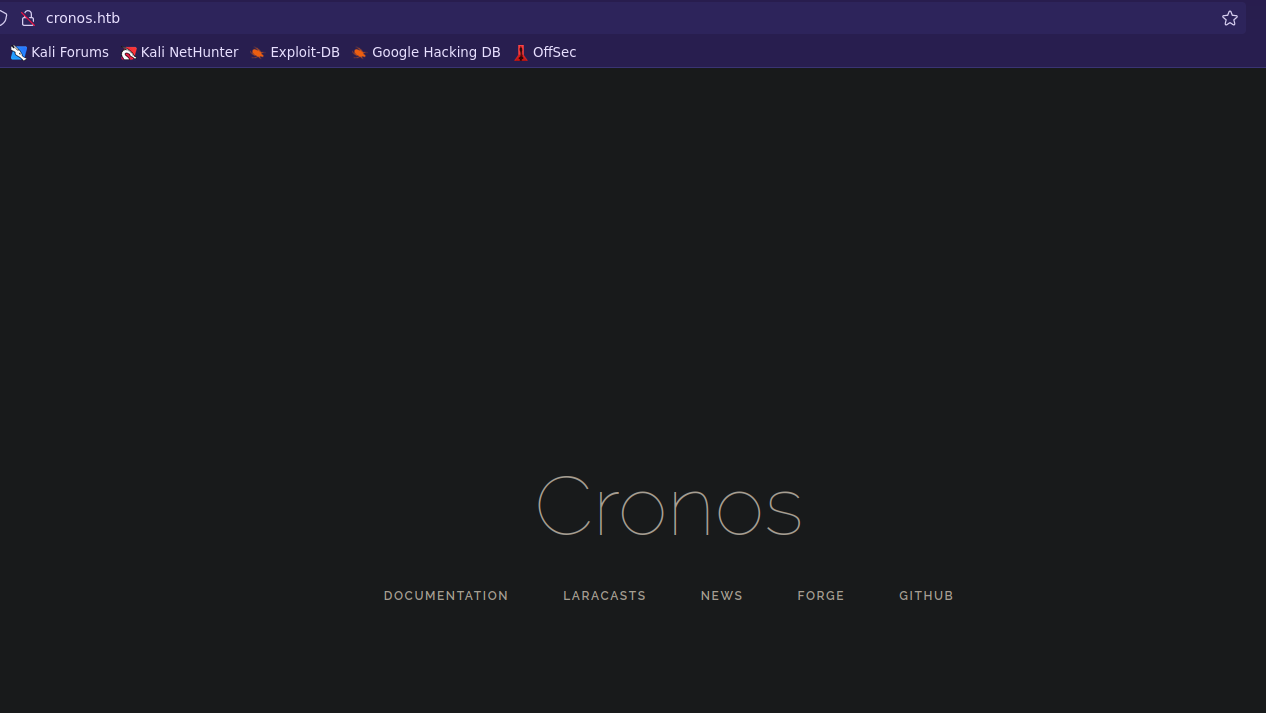 cronos.htb
Kali Forums Kali NetHunter Exploit-DB Google Hacking DB OffSec
Cronos
DOCUMENTATION LARACASTS NEWS FORGE GITHUB